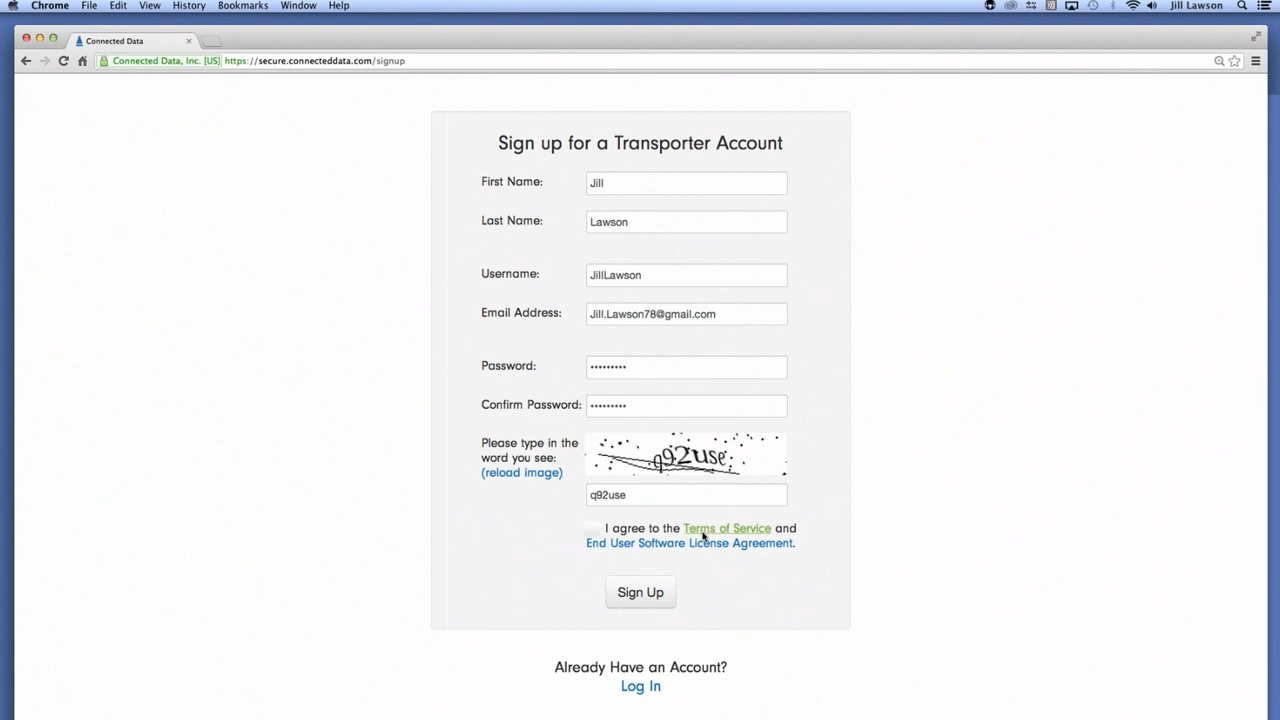 Chrome File Edit View History Bookmarks Window Help Jill Lawson
Connected Data
Connected Data, Inc. [US] https://secure.connecteddata.com/signup
Sign up for a Transporter Account
First Name: Jill
Last Name: Lawson
Username: JillLawson
Email Address: Jill.Lawson78@gmail.com
Password: •••••••••
Confirm Password: •••••••••
Please type in the
word you see:
(reload image)
q92use
q92use
I agree to the Terms of Service and
End User Software License Agreement.
Sign Up
Already Have an Account?
Log In